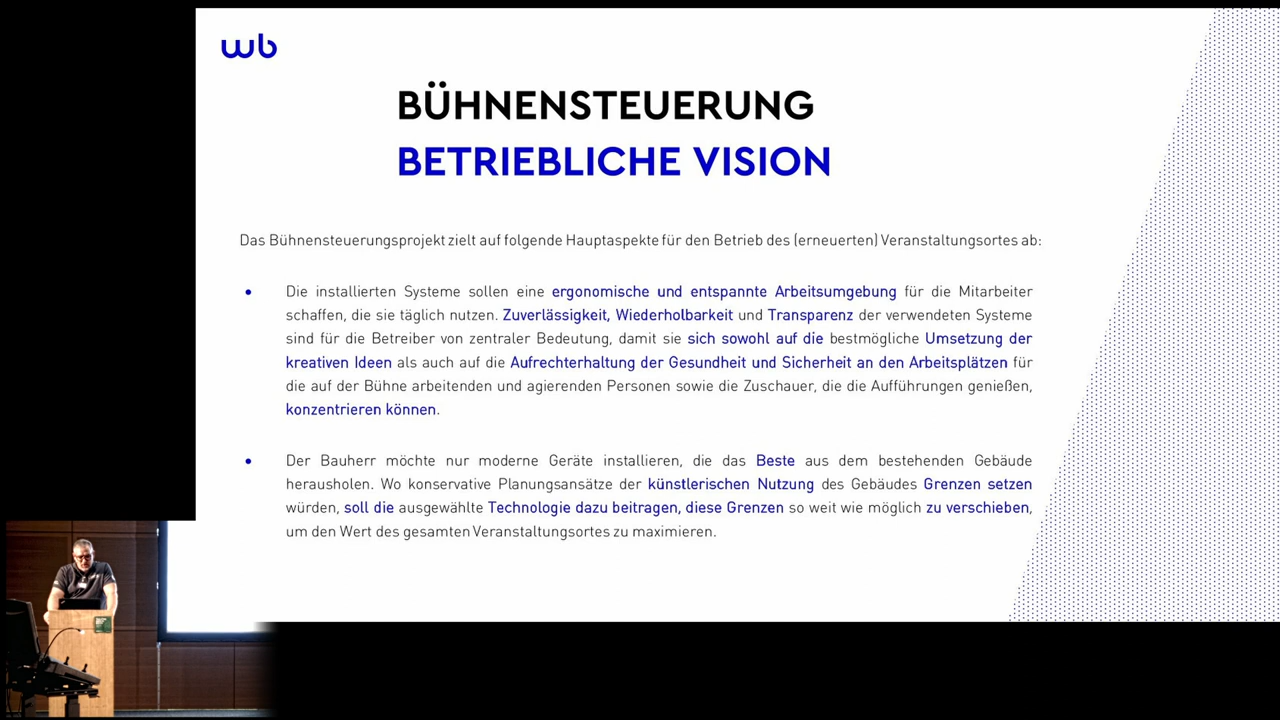 wb
BÜHNENSTEUERUNG
BETRIEBLICHE VISION
Das Bühnensteuerungsprojekt zielt auf folgende Hauptaspekte für den Betrieb des (erneuerten) Veranstaltungsortes ab:
• Die installierten Systeme sollen eine ergonomische und entspannte Arbeitsumgebung für die Mitarbeiter
schaffen, die sie täglich nutzen. Zuverlässigkeit, Wiederholbarkeit und Transparenz der verwendeten Systeme
sind für die Betreiber von zentraler Bedeutung, damit sie sich sowohl auf die bestmögliche Umsetzung der
kreativen Ideen als auch auf die Aufrechterhaltung der Gesundheit und Sicherheit an den Arbeitsplätzen für
die auf der Bühne arbeitenden und agierenden Personen sowie die Zuschauer, die die Aufführungen genießen,
konzentrieren können.
• Der Bauherr möchte nur moderne Geräte installieren, die das Beste aus dem bestehenden Gebäude
herausholen. Wo konservative Planungsansätze der künstlerischen Nutzung des Gebäudes Grenzen setzen
würden, soll die ausgewählte Technologie dazu beitragen, diese Grenzen so weit wie möglich zu verschieben,
um den Wert des gesamten Veranstaltungsortes zu maximieren.